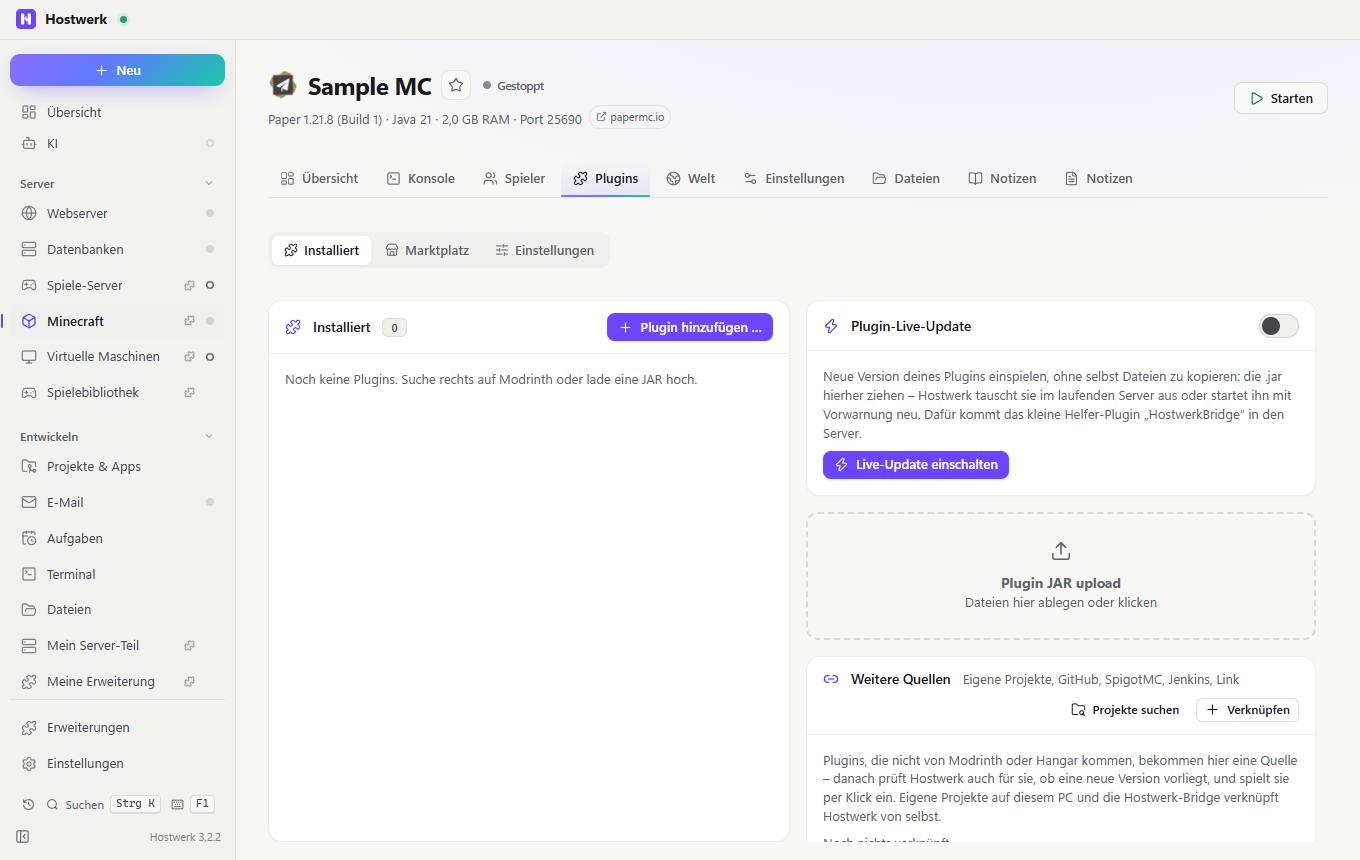 Hostwerk
Neu
Übersicht
KI
Server
Webserver
Datenbanken
Spiele-Server
Minecraft
Virtuelle Maschinen
Spielebibliothek
Entwickeln
Projekte & Apps
E-Mail
Aufgaben
Terminal
Dateien
Mein Server-Teil
Meine Erweiterung
Erweiterungen
Einstellungen
Suchen Strg K F1
Hostwerk 3.2.2
Sample MC Gestoppt
Paper 1.21.8 (Build 1) · Java 21 · 2,0 GB RAM · Port 25690 papermc.io
Starten
Übersicht Konsole Spieler Plugins Welt Einstellungen Dateien Notizen Notizen
Installiert Marktplatz Einstellungen
Installiert 0 Plugin hinzufügen ...
Noch keine Plugins. Suche rechts auf Modrinth oder lade eine JAR hoch.
Plugin-Live-Update
Neue Version deines Plugins einspielen, ohne selbst Dateien zu kopieren: die .jar
hierher ziehen – Hostwerk tauscht sie im laufenden Server aus oder startet ihn mit
Vorwarnung neu. Dafür kommt das kleine Helfer-Plugin „HostwerkBridge“ in den
Server.
Live-Update einschalten
Plugin JAR upload
Dateien hier ablegen oder klicken
Weitere Quellen Eigene Projekte, GitHub, SpigotMC, Jenkins, Link
Projekte suchen Verknüpfen
Plugins, die nicht von Modrinth oder Hangar kommen, bekommen hier eine Quelle
– danach prüft Hostwerk auch für sie, ob eine neue Version vorliegt, und spielt sie
per Klick ein. Eigene Projekte auf diesem PC und die Hostwerk-Bridge verknüpft
Hostwerk von selbst.
Noch nichts verknüpft